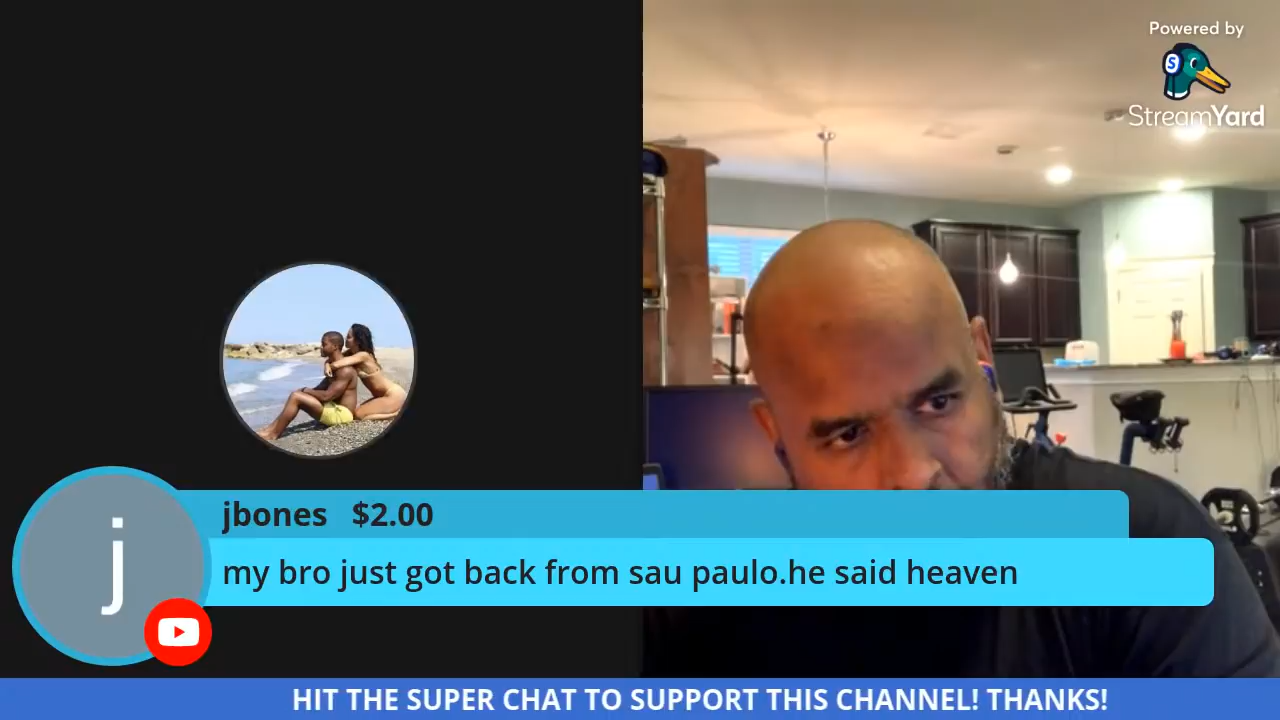 Powered by
S
StreamYard
j
jbones $2.00
my bro just got back from sau paulo.he said heaven
HIT THE SUPER CHAT TO SUPPORT THIS CHANNEL! THANKS!